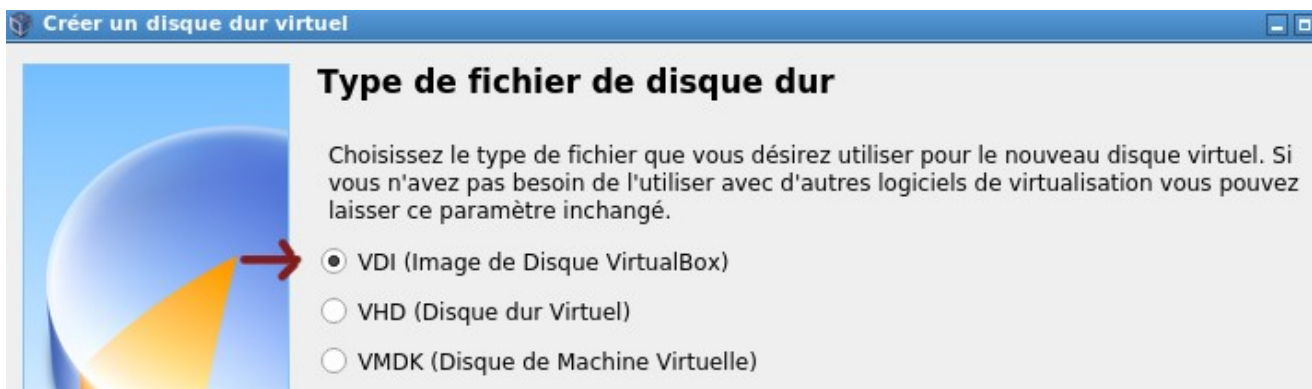 Créer un disque dur virtuel
Type de fichier de disque dur
Choisissez le type de fichier que vous désirez utiliser pour le nouveau disque virtuel. Si
vous n'avez pas besoin de l'utiliser avec d'autres logiciels de virtualisation vous pouvez
laisser ce paramètre inchangé.
VDI (Image de Disque VirtualBox)
VHD (Disque dur Virtuel)
VMDK (Disque de Machine Virtuelle)